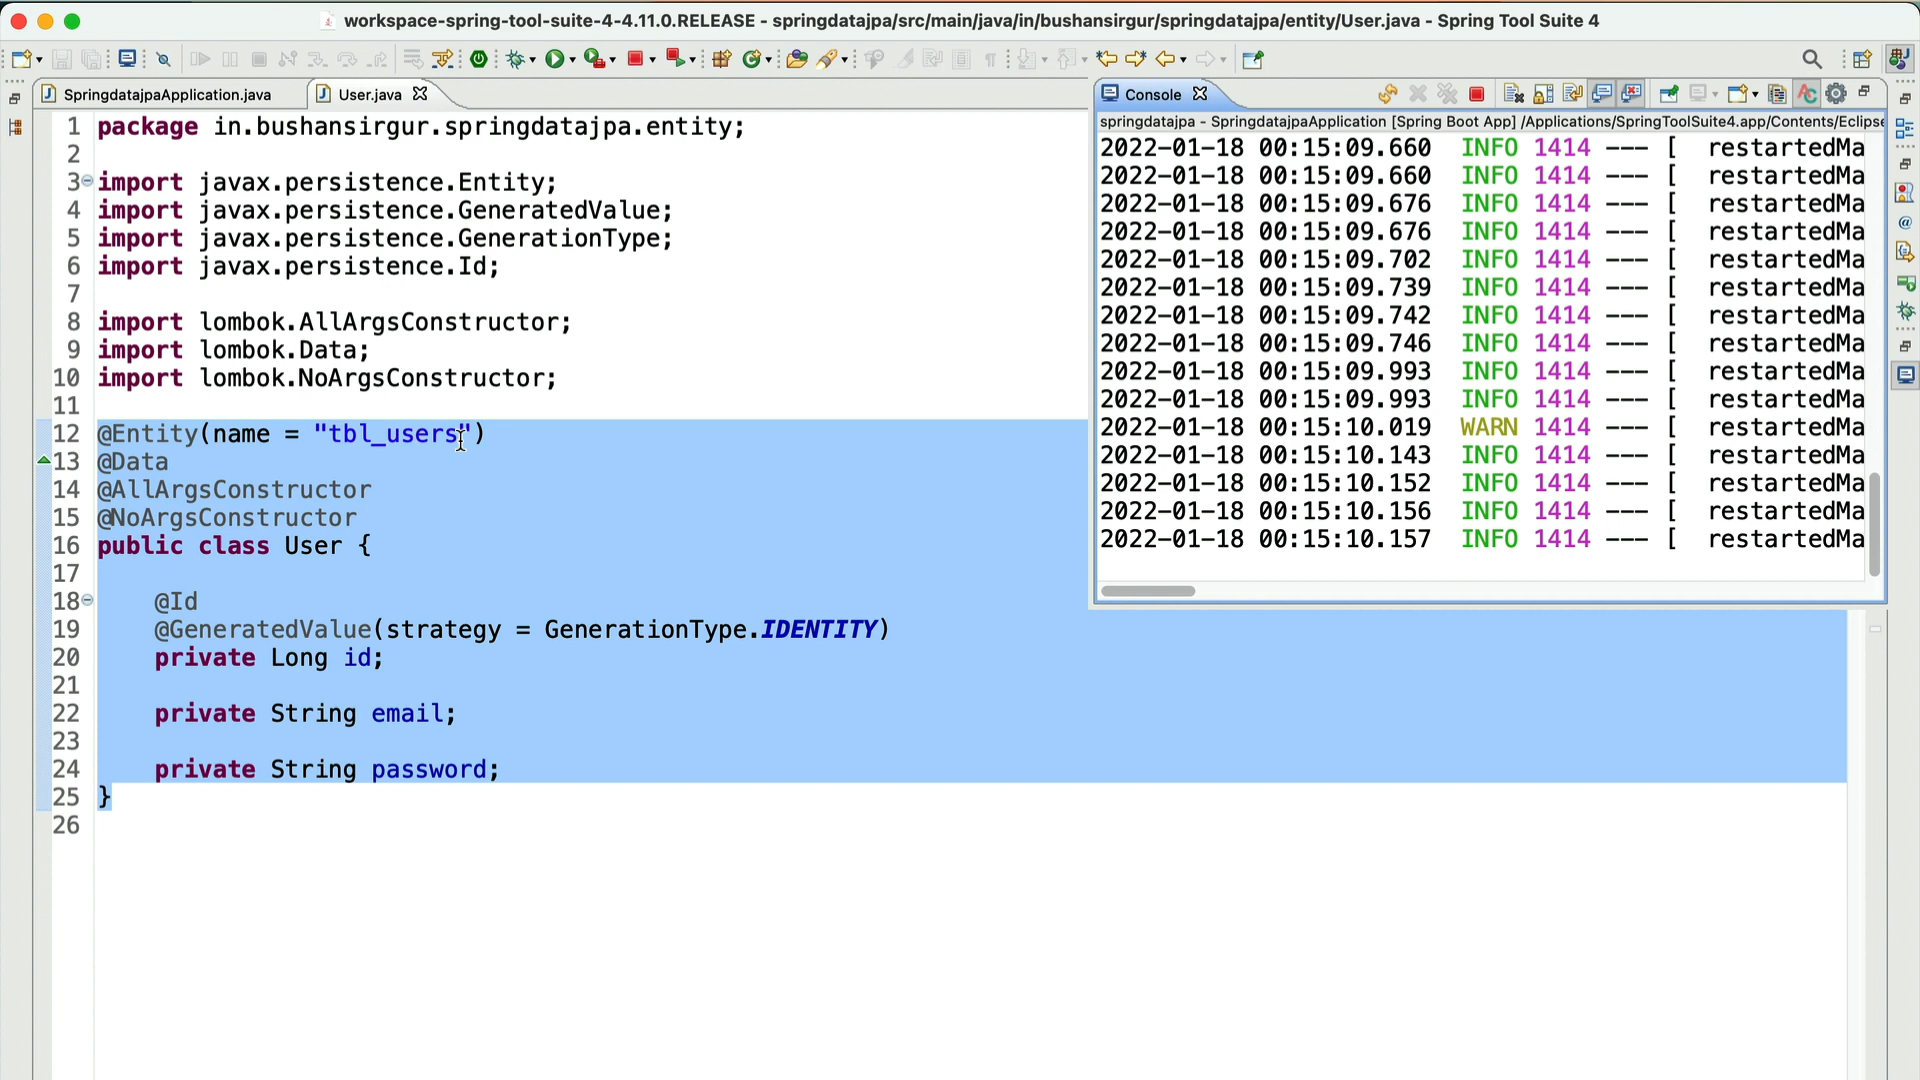 workspace-spring-tool-suite-4-4.11.0.RELEASE - springdatajpa/src/main/java/in/bushansirgur/springdatajpa/entity/User.java - Spring Tool Suite 4
SpringdatajpaApplication.java
User.java
1 package in.bushansirgur.springdatajpa.entity;
2
3 import javax.persistence.Entity;
4 import javax.persistence.GeneratedValue;
5 import javax.persistence.GenerationType;
6 import javax.persistence.Id;
7
8 import lombok.AllArgsConstructor;
9 import lombok.Data;
10 import lombok.NoArgsConstructor;
11
12 @Entity(name = "tbl_users")
13 @Data
14 @AllArgsConstructor
15 @NoArgsConstructor
16 public class User {
17
18 @Id
19 @GeneratedValue(strategy = GenerationType.IDENTITY)
20 private Long id;
21
22 private String email;
23
24 private String password;
25 }
26
Console
springdatajpa - SpringdatajpaApplication [Spring Boot App] /Applications/SpringToolSuite4.app/Contents/Eclipse
2022-01-18 00:15:09.660 INFO 1414 --- [ restartedMa
2022-01-18 00:15:09.660 INFO 1414 --- [ restartedMa
2022-01-18 00:15:09.676 INFO 1414 --- [ restartedMa
2022-01-18 00:15:09.676 INFO 1414 --- [ restartedMa
2022-01-18 00:15:09.702 INFO 1414 --- [ restartedMa
2022-01-18 00:15:09.739 INFO 1414 --- [ restartedMa
2022-01-18 00:15:09.742 INFO 1414 --- [ restartedMa
2022-01-18 00:15:09.746 INFO 1414 --- [ restartedMa
2022-01-18 00:15:09.993 INFO 1414 --- [ restartedMa
2022-01-18 00:15:09.993 INFO 1414 --- [ restartedMa
2022-01-18 00:15:10.019 WARN 1414 --- [ restartedMa
2022-01-18 00:15:10.143 INFO 1414 --- [ restartedMa
2022-01-18 00:15:10.152 INFO 1414 --- [ restartedMa
2022-01-18 00:15:10.156 INFO 1414 --- [ restartedMa
2022-01-18 00:15:10.157 INFO 1414 --- [ restartedMa